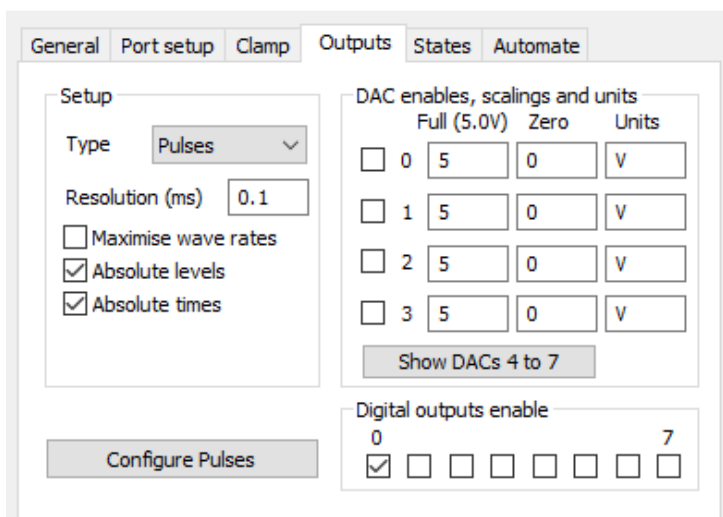 General Port setup Clamp Outputs States Automate
Setup
Type Pulses
Resolution (ms) 0.1
Maximise wave rates
Absolute levels
Absolute times
Configure Pulses
DAC enables, scalings and units
Full (5.0V) Zero Units
0 5 0 V
1 5 0 V
2 5 0 V
3 5 0 V
Show DACs 4 to 7
Digital outputs enable
0 7